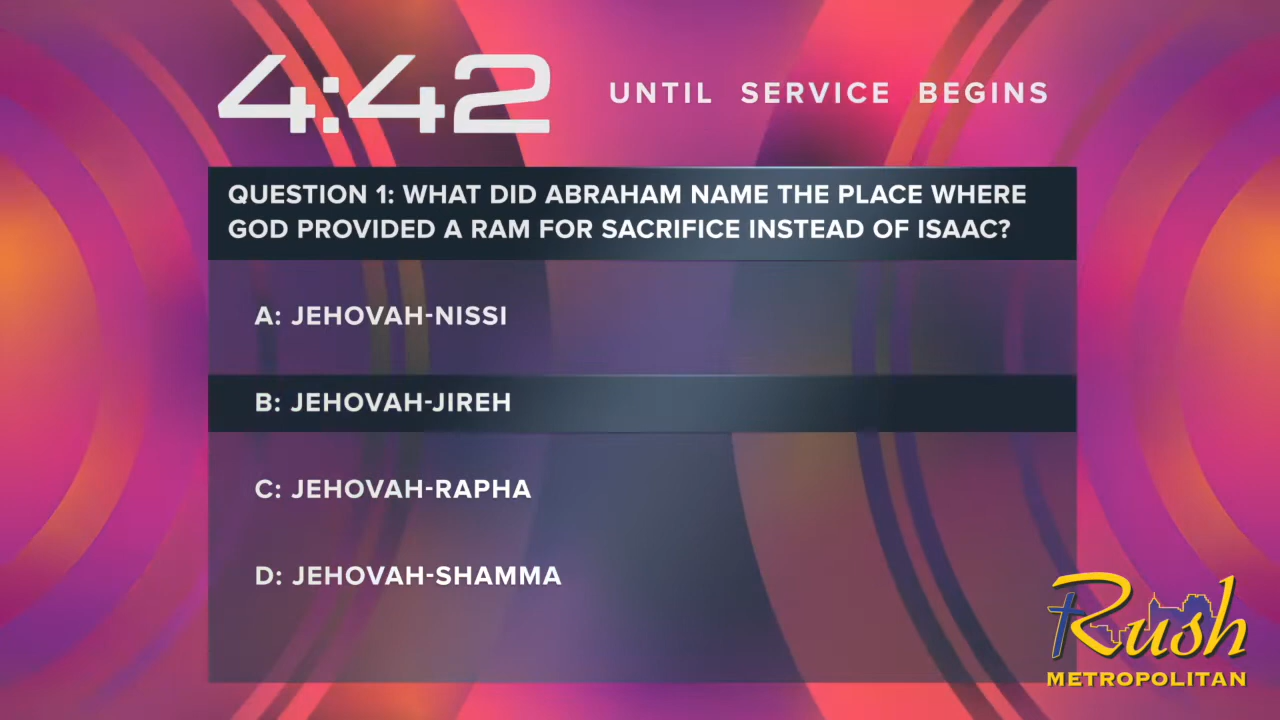 4:42 UNTIL SERVICE BEGINS
QUESTION 1: WHAT DID ABRAHAM NAME THE PLACE WHERE
GOD PROVIDED A RAM FOR SACRIFICE INSTEAD OF ISAAC?
A: JEHOVAH-NISSI
B: JEHOVAH-JIREH
C: JEHOVAH-RAPHA
D: JEHOVAH-SHAMMA
Rush
METROPOLITAN